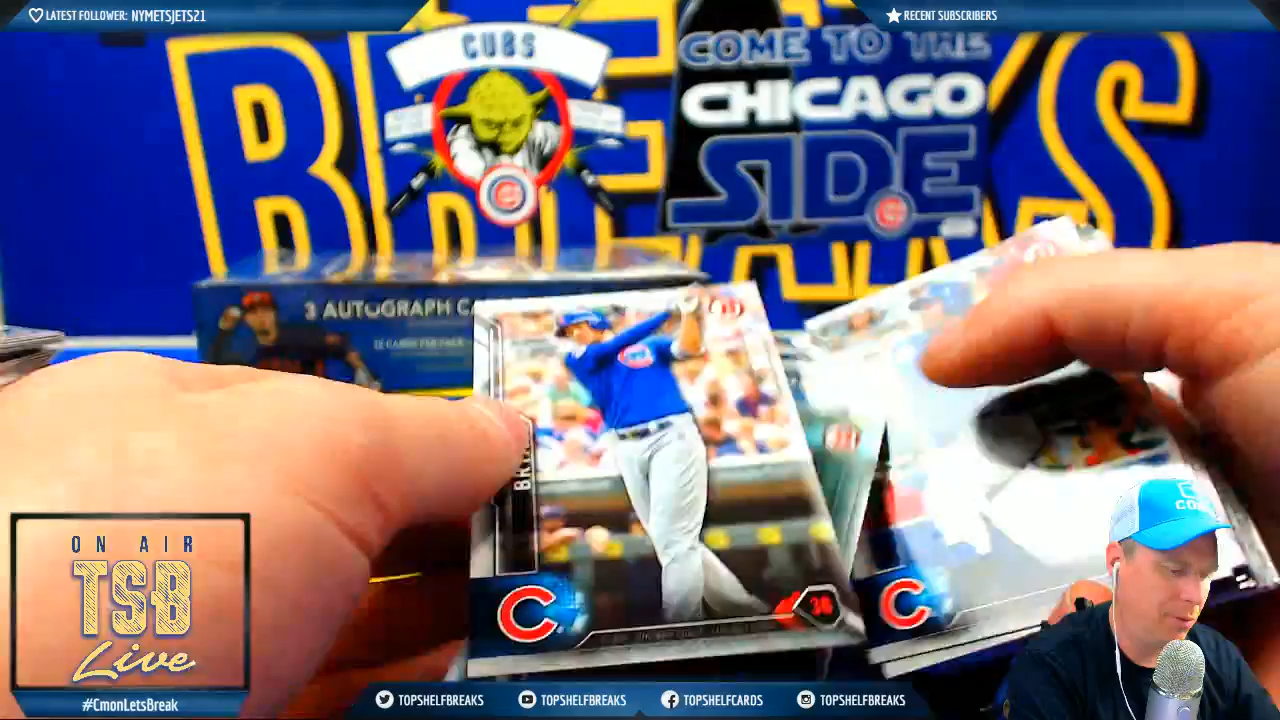 LATEST FOLLOWER: NYMETSJETS21
RECENT SUBSCRIBERS
BREAKS
CUBS
COME TO THE
CHICAGO
SIDE
3 AUTOGRAPH
C
C
ON AIR
TSB
Live
#CmonLetsBreak
TOPSHELFBREAKS
TOPSHELFBREAKS
TOPSHELFCARDS
TOPSHELFBREAKS